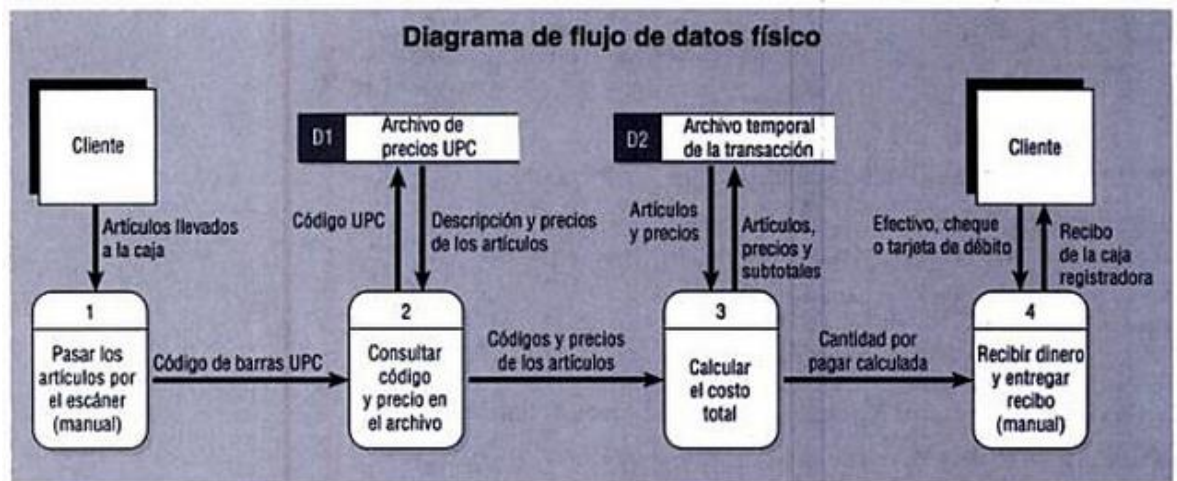 Diagrama de flujo de datos físico
Cliente
D1
Archivo de
precios UPC
D2
Archivo temporal
de la transacción
Cliente
Artículos llevados
a la caja
Código UPC
Descripción y precios
de los artículos
Artículos
y precios
Artículos,
precios y
subtotales
Efectivo, cheque
o tarjeta de débito
Recibo
de la caja
registradora
1
Pasar los
artículos por
el escáner
(manual)
Código de barras UPC
2
Consultar
código
y precio en
el archivo
Códigos y precios
de los artículos
3
Calcular
el costo
total
Cantidad por
pagar calculada
4
Recibir dinero
y entregar
recibo
(manual)